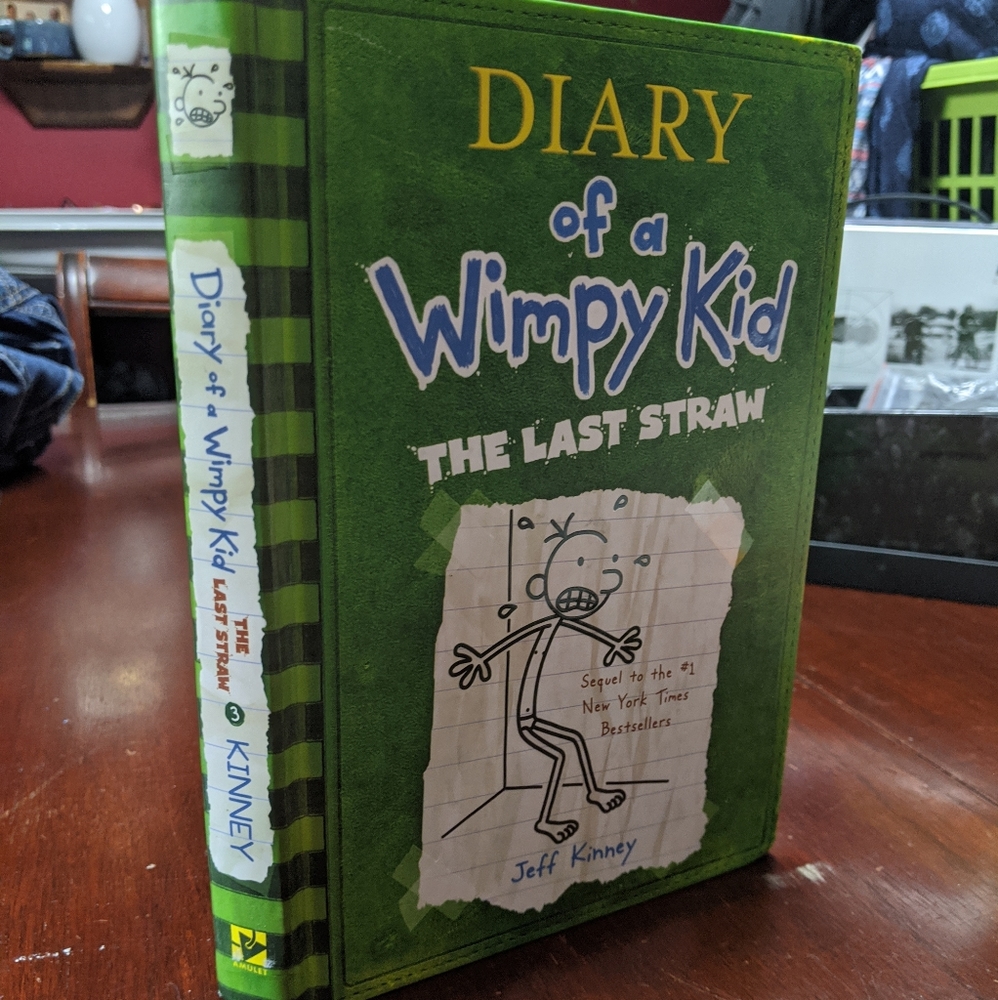 DIARY
of a
Wimpy Kid
THE LAST STRAW
Sequel to the #1
New York Times
Bestsellers
Jeff Kinney
Diary of a Wimpy Kid
THE
LAST STRAW
3
KINNEY
AMULET